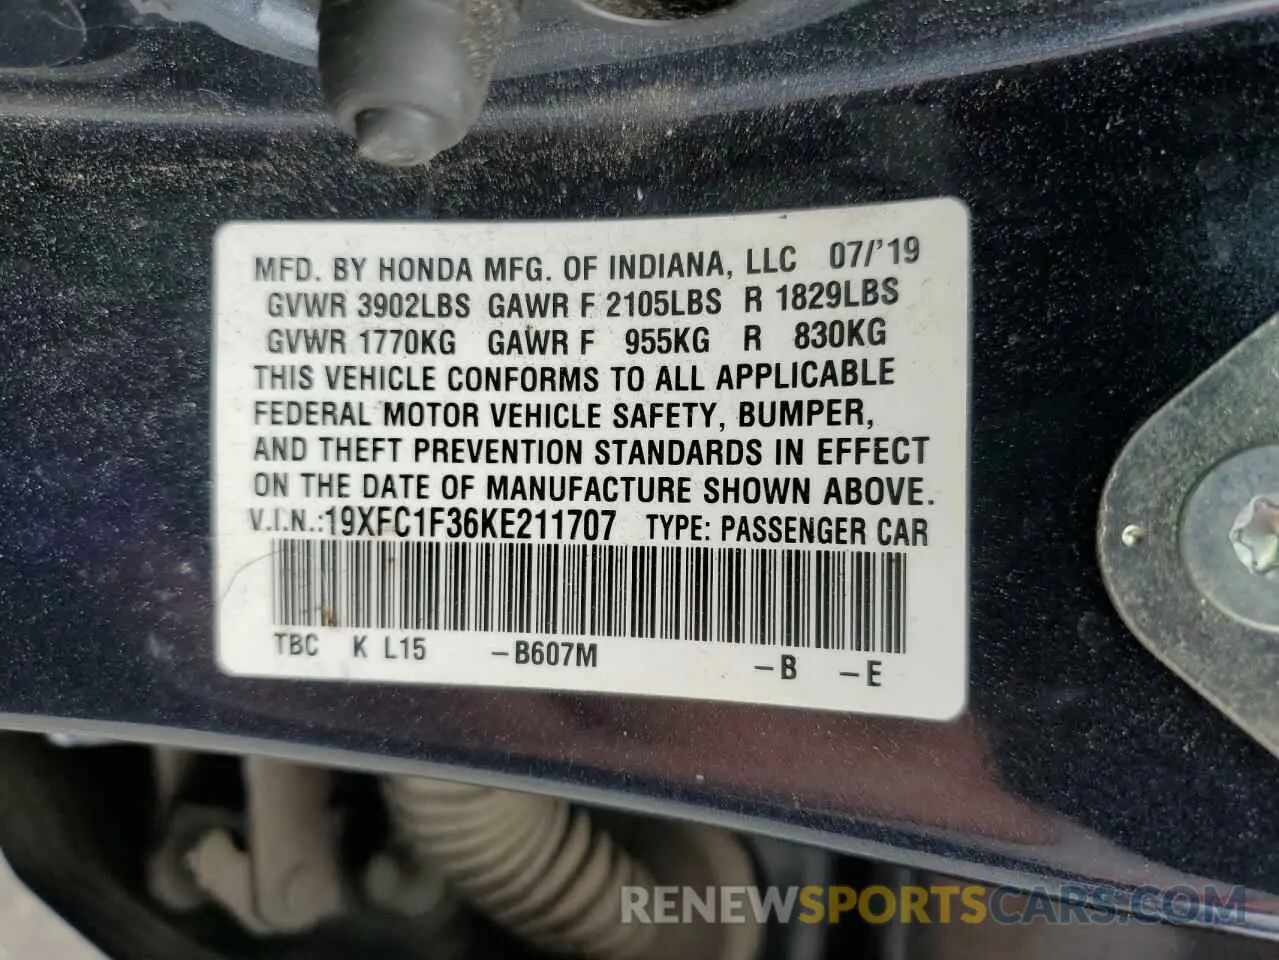 MFD. BY HONDA MFG. OF INDIANA, LLC 07/'19
GVWR 3902LBS GAWR F 2105LBS R 1829LBS
GVWR 1770KG GAWR F 955KG R 830KG
THIS VEHICLE CONFORMS TO ALL APPLICABLE
FEDERAL MOTOR VEHICLE SAFETY, BUMPER,
AND THEFT PREVENTION STANDARDS IN EFFECT
ON THE DATE OF MANUFACTURE SHOWN ABOVE.
V.I.N.:19XFC1F36KE211707 TYPE: PASSENGER CAR
TBC K L15 –B607M –B –E
RENEWSPORTSCARS.COM